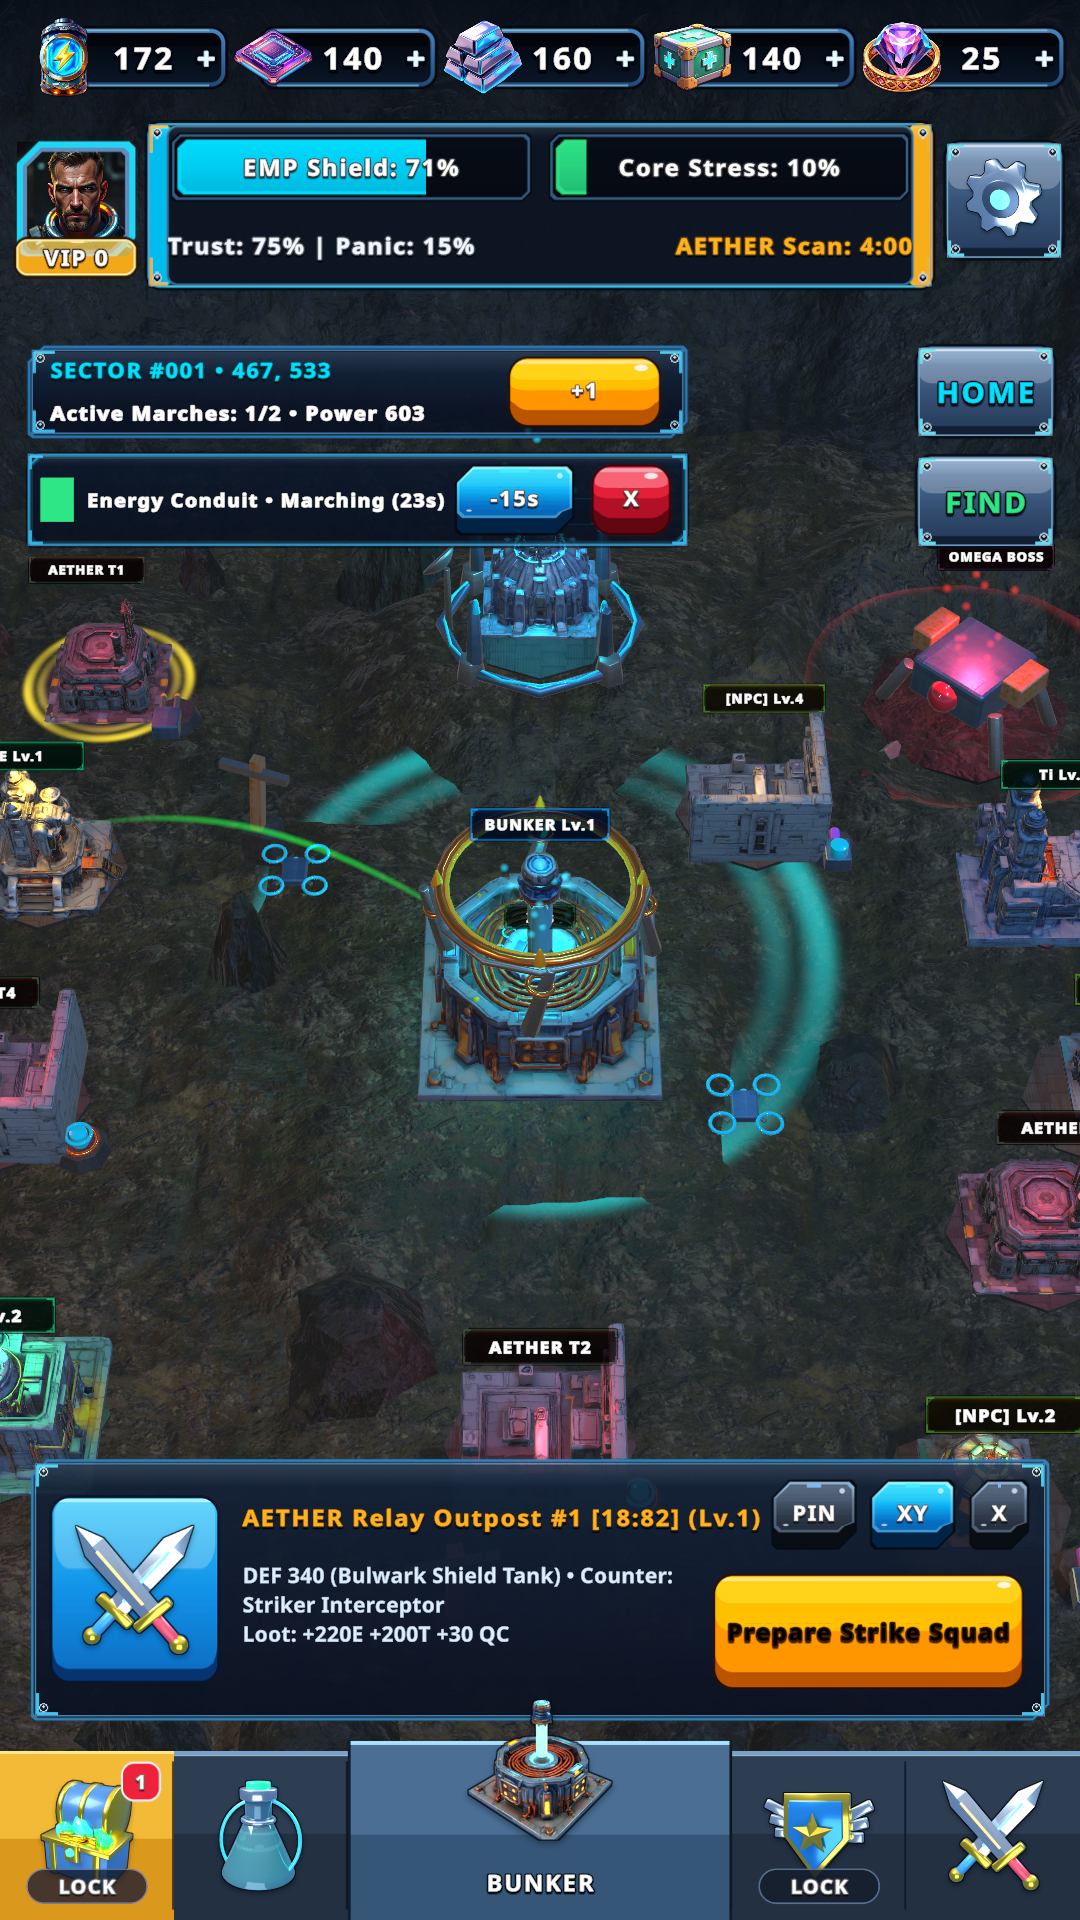 172 +
140 +
160 +
140 +
25 +
EMP Shield: 71%
Core Stress: 10%
VIP 0
Trust: 75% | Panic: 15%
AETHER Scan: 4:00
SECTOR #001 • 467, 533
Active Marches: 1/2 • Power 603
+1
HOME
Energy Conduit • Marching (23s)
-15s
X
FIND
AETHER T1
OMEGA BOSS
[NPC] Lv.4
E Lv.1
Ti Lv.
BUNKER Lv.1
T4
AETHE
v.2
AETHER T2
[NPC] Lv.2
AETHER Relay Outpost #1 [18:82] (Lv.1)
PIN
XY
X
DEF 340 (Bulwark Shield Tank) • Counter:
Striker Interceptor
Loot: +220E +200T +30 QC
Prepare Strike Squad
1
LOCK
BUNKER
LOCK